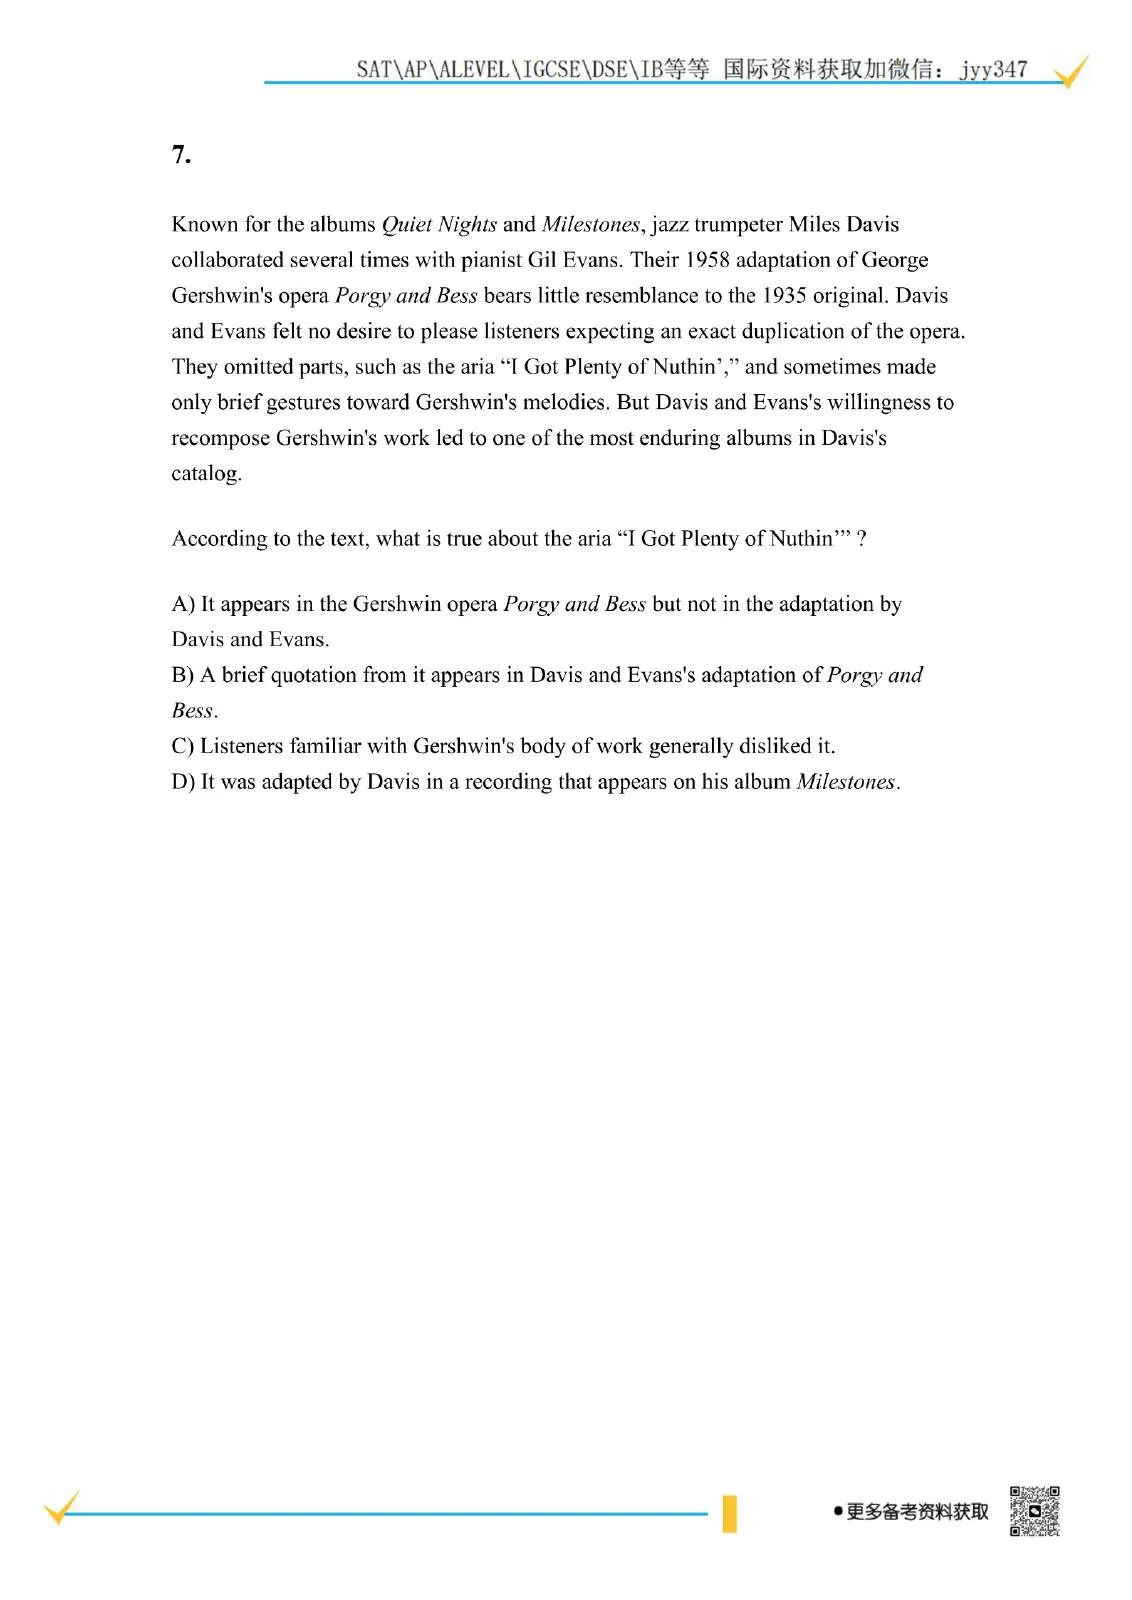 SAT\AP\ALEVEL\IGCSE\DSE\IB等等 国际资料获取加微信：jyy347
7.
Known for the albums Quiet Nights and Milestones, jazz trumpeter Miles Davis
collaborated several times with pianist Gil Evans. Their 1958 adaptation of George
Gershwin's opera Porgy and Bess bears little resemblance to the 1935 original. Davis
and Evans felt no desire to please listeners expecting an exact duplication of the opera.
They omitted parts, such as the aria “I Got Plenty of Nuthin’,” and sometimes made
only brief gestures toward Gershwin's melodies. But Davis and Evans's willingness to
recompose Gershwin's work led to one of the most enduring albums in Davis's
catalog.
According to the text, what is true about the aria “I Got Plenty of Nuthin’” ?
A) It appears in the Gershwin opera Porgy and Bess but not in the adaptation by
Davis and Evans.
B) A brief quotation from it appears in Davis and Evans's adaptation of Porgy and
Bess.
C) Listeners familiar with Gershwin's body of work generally disliked it.
D) It was adapted by Davis in a recording that appears on his album Milestones.
●更多备考资料获取